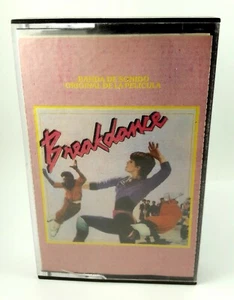 BANDA DE SONIDO
ORIGINAL DE LA PELICULA
Breakdance